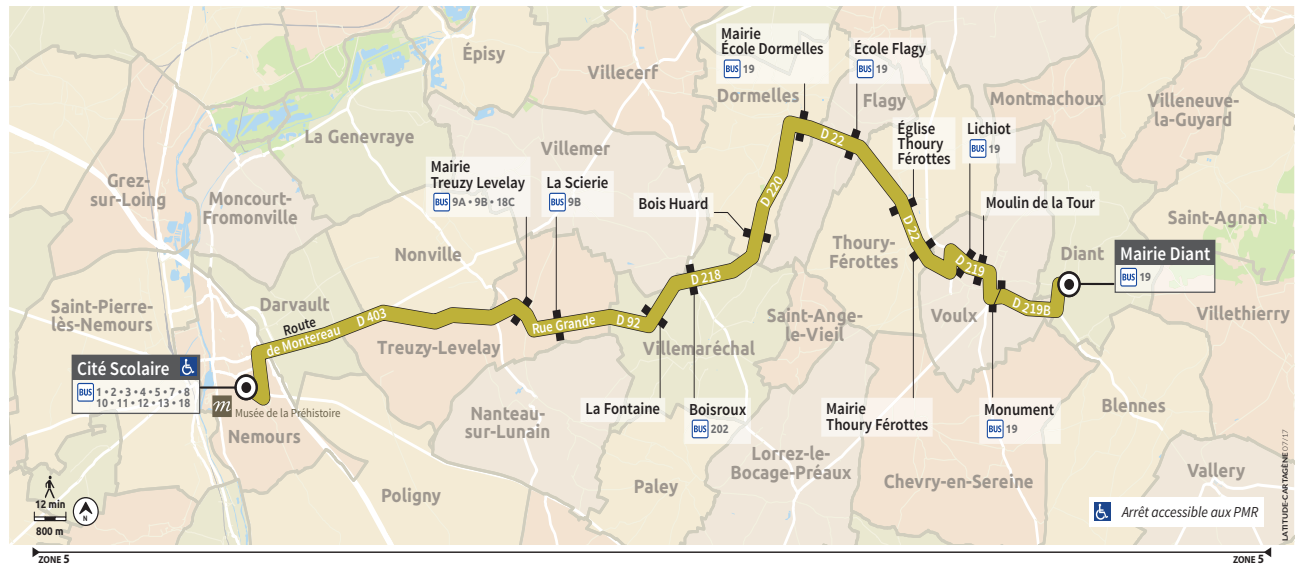 Mairie
École Dormelles
BUS 19
École Flagy
BUS 19
Épisy
Villecerf
Dormelles
Flagy
Montmachoux
Villeneuve-
la-Guyard
La Genevraye
Villemer
D 22
Église
Thoury
Férottes
Lichiot
BUS 19
Grez-
sur-Loing
Moncourt-
Fromonville
Mairie
Treuzy Levelay
BUS 9A • 9B • 18C
La Scierie
BUS 9B
Bois Huard
D 220
D 22
Moulin de la Tour
Saint-Agnan
Nonville
Thoury-
Férottes
Diant
Mairie Diant
BUS 19
D 218
D 219
D 219B
Saint-Pierre-
lès-Nemours
Darvault
Route
de Montereau
D 403
Rue Grande
D 92
Treuzy-Levelay
Villemaréchal
Saint-Ange-
le-Vieil
Voulx
Villethierry
Cité Scolaire
BUS 1 • 2 • 3 • 4 • 5 • 7 • 8
10 • 11 • 12 • 13 • 18
m
Musée de la Préhistoire
Nemours
Nanteau-
sur-Lunain
La Fontaine
Boisroux
BUS 202
Mairie
Thoury Férottes
Monument
BUS 19
Blennes
Lorrez-le-
Bocage-Préaux
Chevry-en-Sereine
Vallery
Poligny
Paley
12 min
800 m
N
Arrêt accessible aux PMR
LATITUDE-CARTAGÈNE 07/17
ZONE 5
ZONE 5